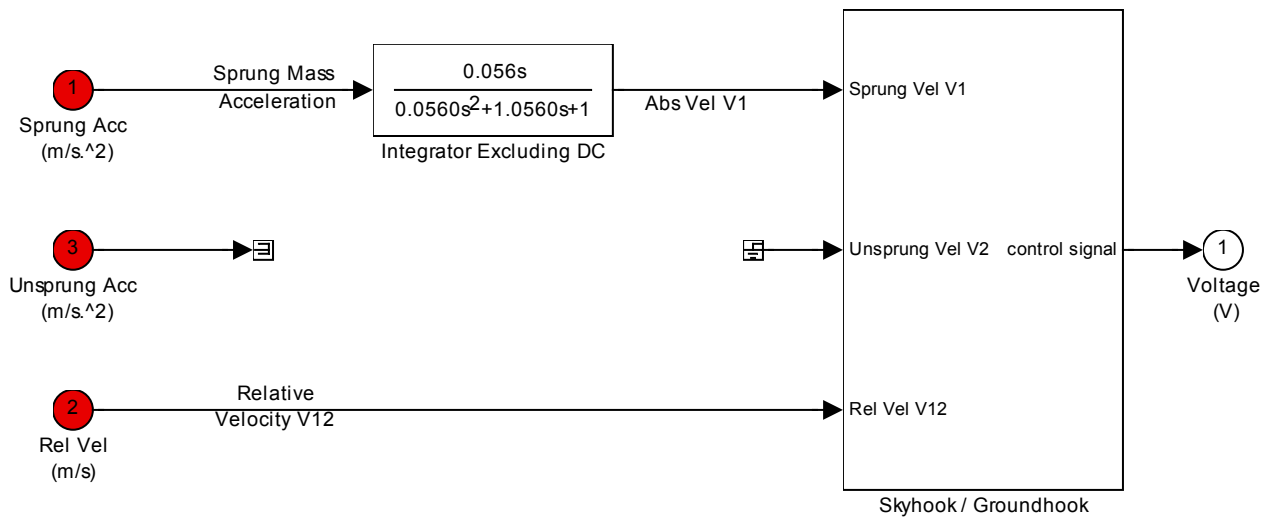 1
Sprung Acc
(m/s.^2)
Sprung Mass
Acceleration
0.056s
0.0560s2+1.0560s+1
Integrator Excluding DC
Abs Vel V1
Sprung Vel V1
3
Unsprung Acc
(m/s.^2)
Unsprung Vel V2
control signal
1
Voltage
(V)
2
Rel Vel
(m/s)
Relative
Velocity V12
Rel Vel V12
Skyhook / Groundhook